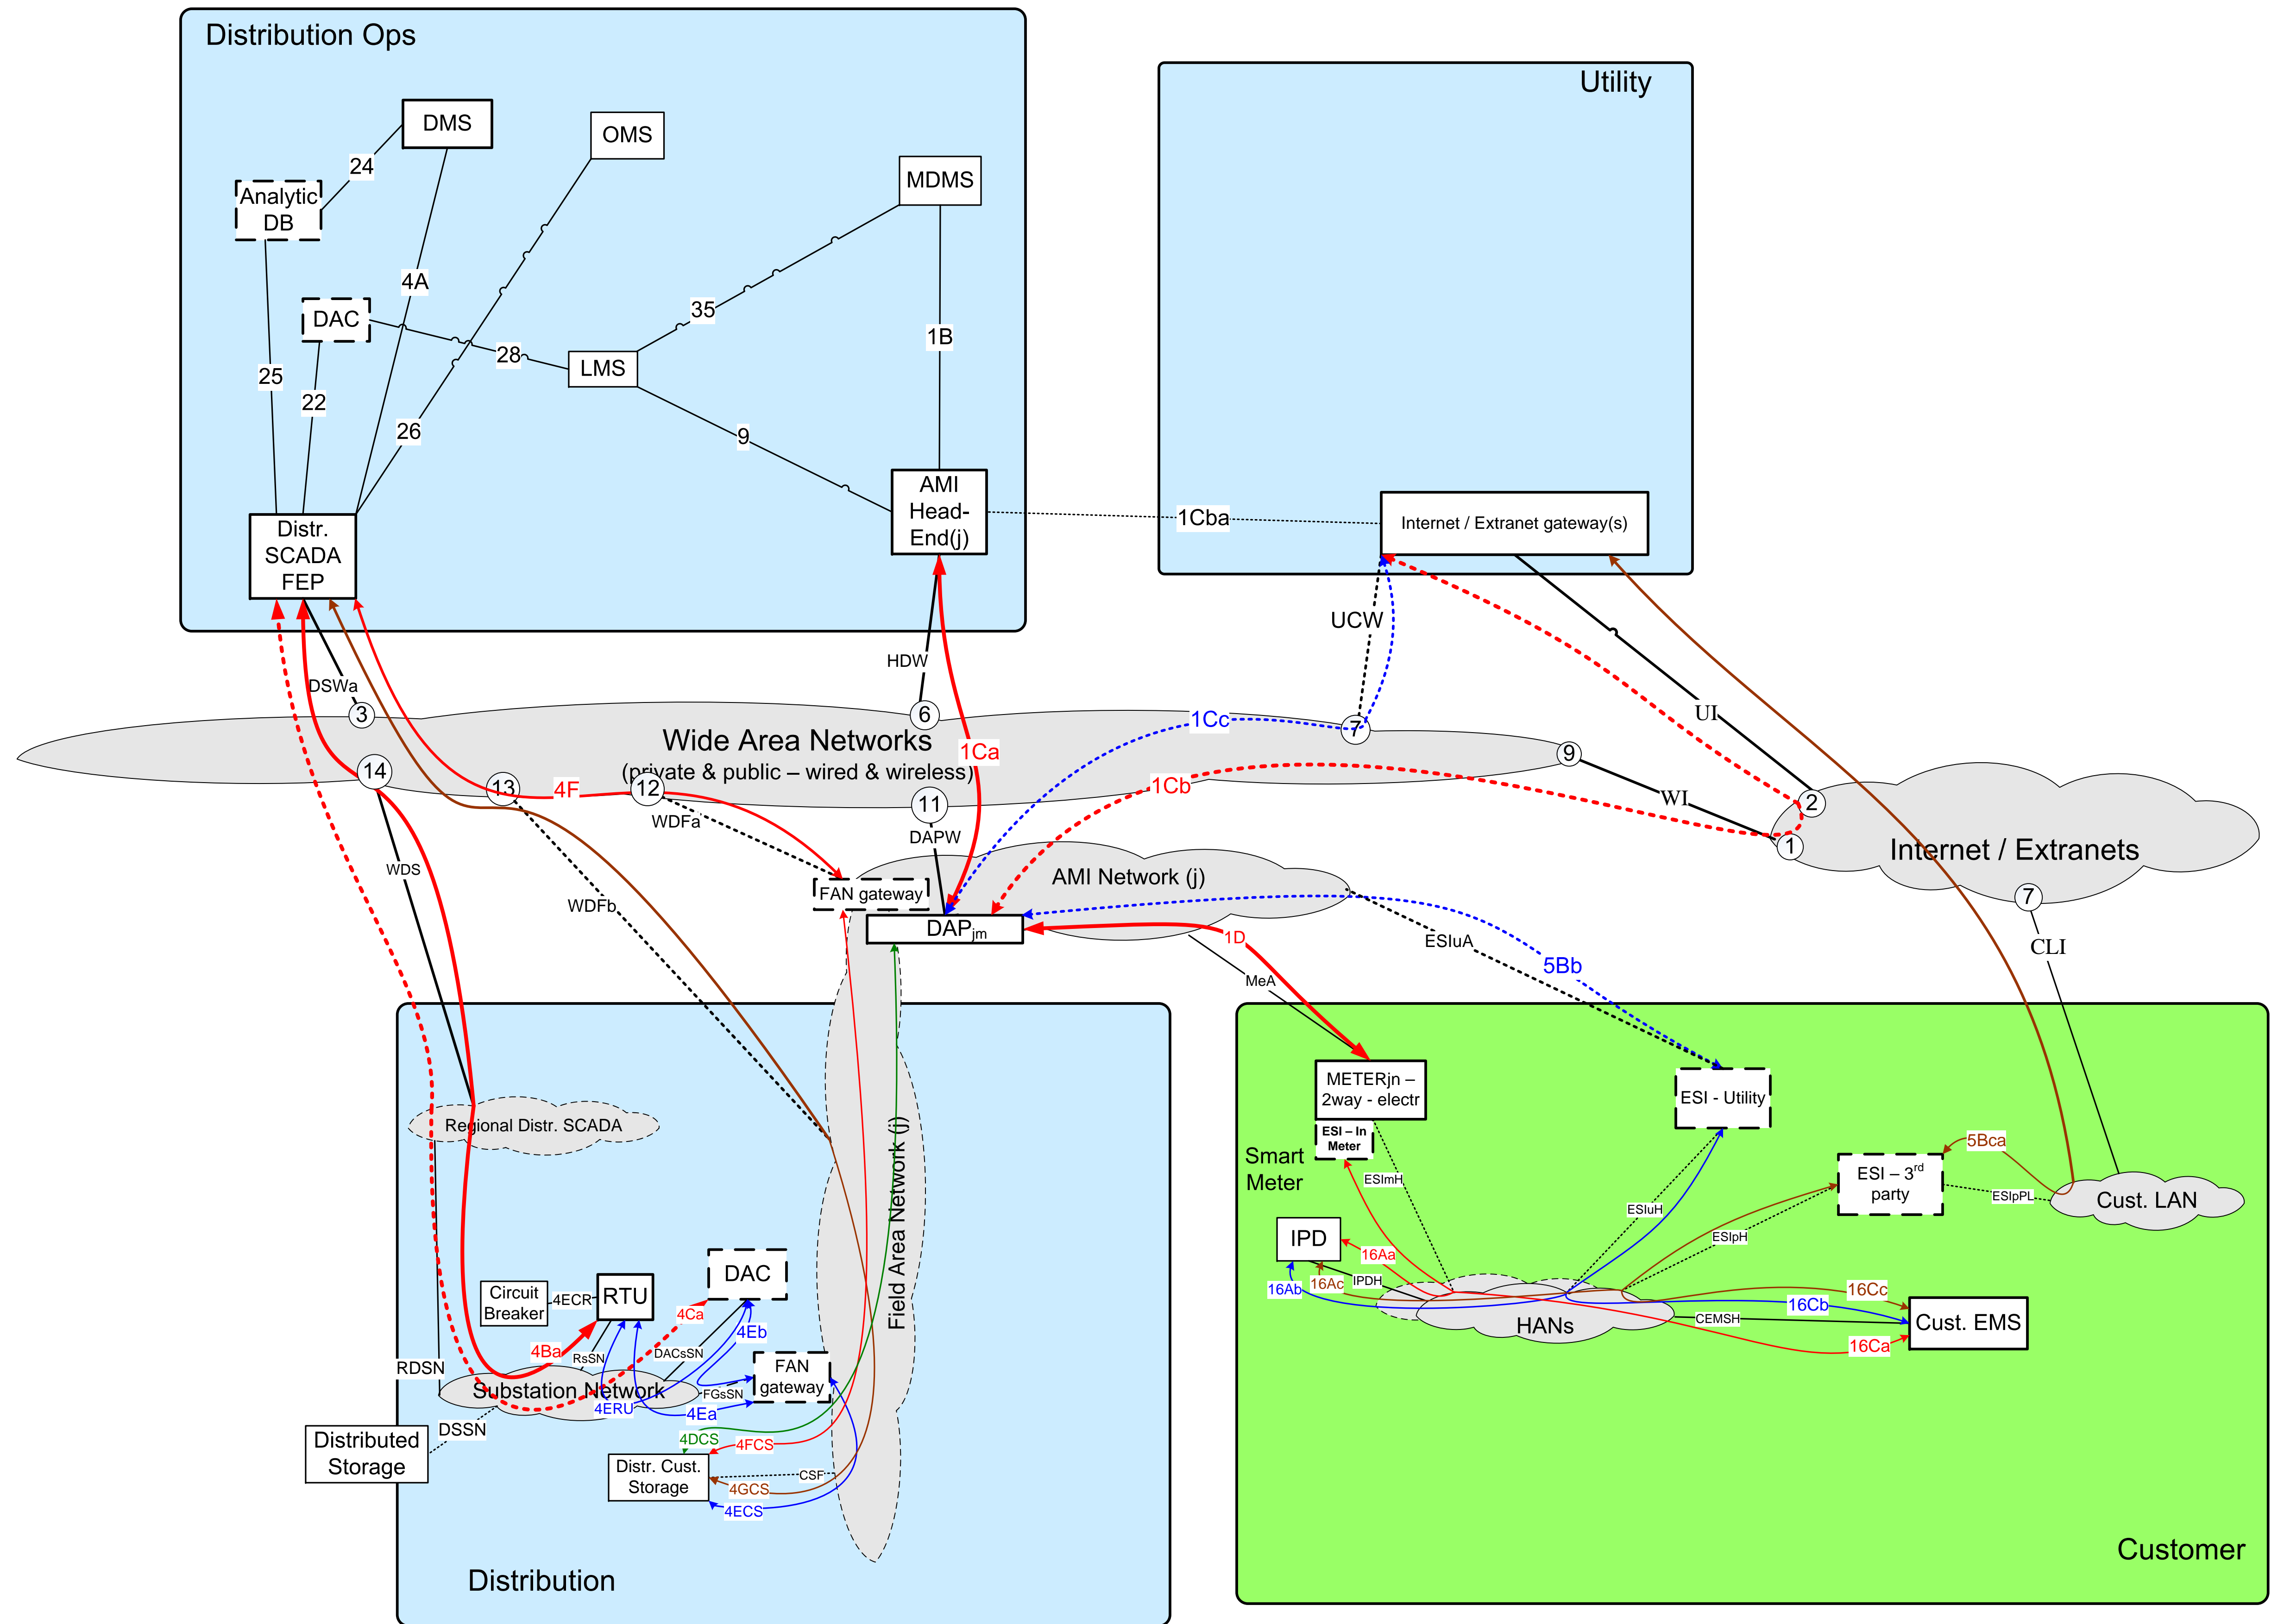 Distribution Ops
Utility
DMS
OMS
24
MDMS
Analytic
DB
4A
DAC
35
1B
28
LMS
25
22
26
9
AMI
Head-
End(j)
1Cba
Internet / Extranet gateway(s)
Distr.
SCADA
FEP
UCW
HDW
DSWa
3
6
7
1Cc
UI
Wide Area Networks
(private & public – wired & wireless)
1Ca
9
14
13
4F
12
11
1Cb
WI
2
1
Internet / Extranets
WDFa
DAPW
WDS
WDFb
AMI Network (j)
FAN gateway
DAPjm
1D
ESIuA
5Bb
MeA
7
CLI
METERjn –
2way - electr
ESI – In
Meter
Smart
Meter
ESI - Utility
Regional Distr. SCADA
Field Area Network (j)
5Bca
ESI – 3rd
party
ESIpPL
Cust. LAN
ESImH
ESIuH
ESIpH
IPD
16Aa
16Ab
16Ac
IPDH
16Cc
16Cb
CEMSH
HANs
Cust. EMS
16Ca
DAC
Circuit
Breaker
4ECR
RTU
4Ca
4Eb
4Ba
RsSN
DACsSN
RDSN
FAN
gateway
Substation Network
FGsSN
4ERU
4Ea
DSSN
Distributed
Storage
4DCS
4FCS
Distr. Cust.
Storage
CSF
4GCS
4ECS
Distribution
Customer